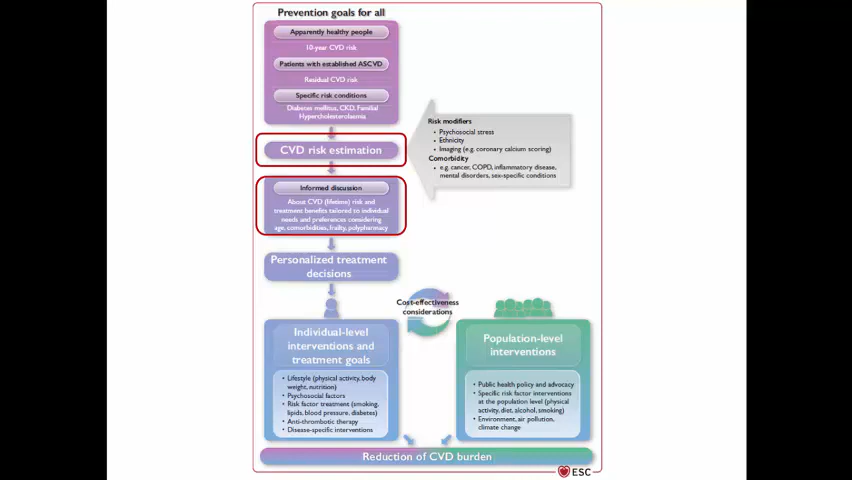 Prevention goals for all
Apparently healthy people
10-year CVD risk
Patients with established ASCVD
Residual CVD risk
Specific risk conditions
Diabetes mellitus, CKD, Familial
Hypercholesterolaemia
CVD risk estimation
Risk modifiers
• Psychosocial stress
• Ethnicity
• Imaging (e.g. coronary calcium scoring)
Comorbidity
• e.g. cancer, COPD, inflammatory disease,
mental disorders, sex-specific conditions
Informed discussion
About CVD (lifetime) risk and
treatment benefits tailored to individual
needs and preferences considering
age, comorbidities, frailty, polypharmacy
Personalized treatment
decisions
Cost-effectiveness
considerations
Individual-level
interventions and
treatment goals
• Lifestyle (physical activity, body
weight, nutrition)
• Psychosocial factors
• Risk factor treatment (smoking,
lipids, blood pressure, diabetes)
• Anti-thrombotic therapy
• Disease-specific interventions
Population-level
interventions
• Public health policy and advocacy
• Specific risk factor interventions
at the population level (physical
activity, diet, alcohol, smoking)
• Environment, air pollution,
climate change
Reduction of CVD burden
ESC